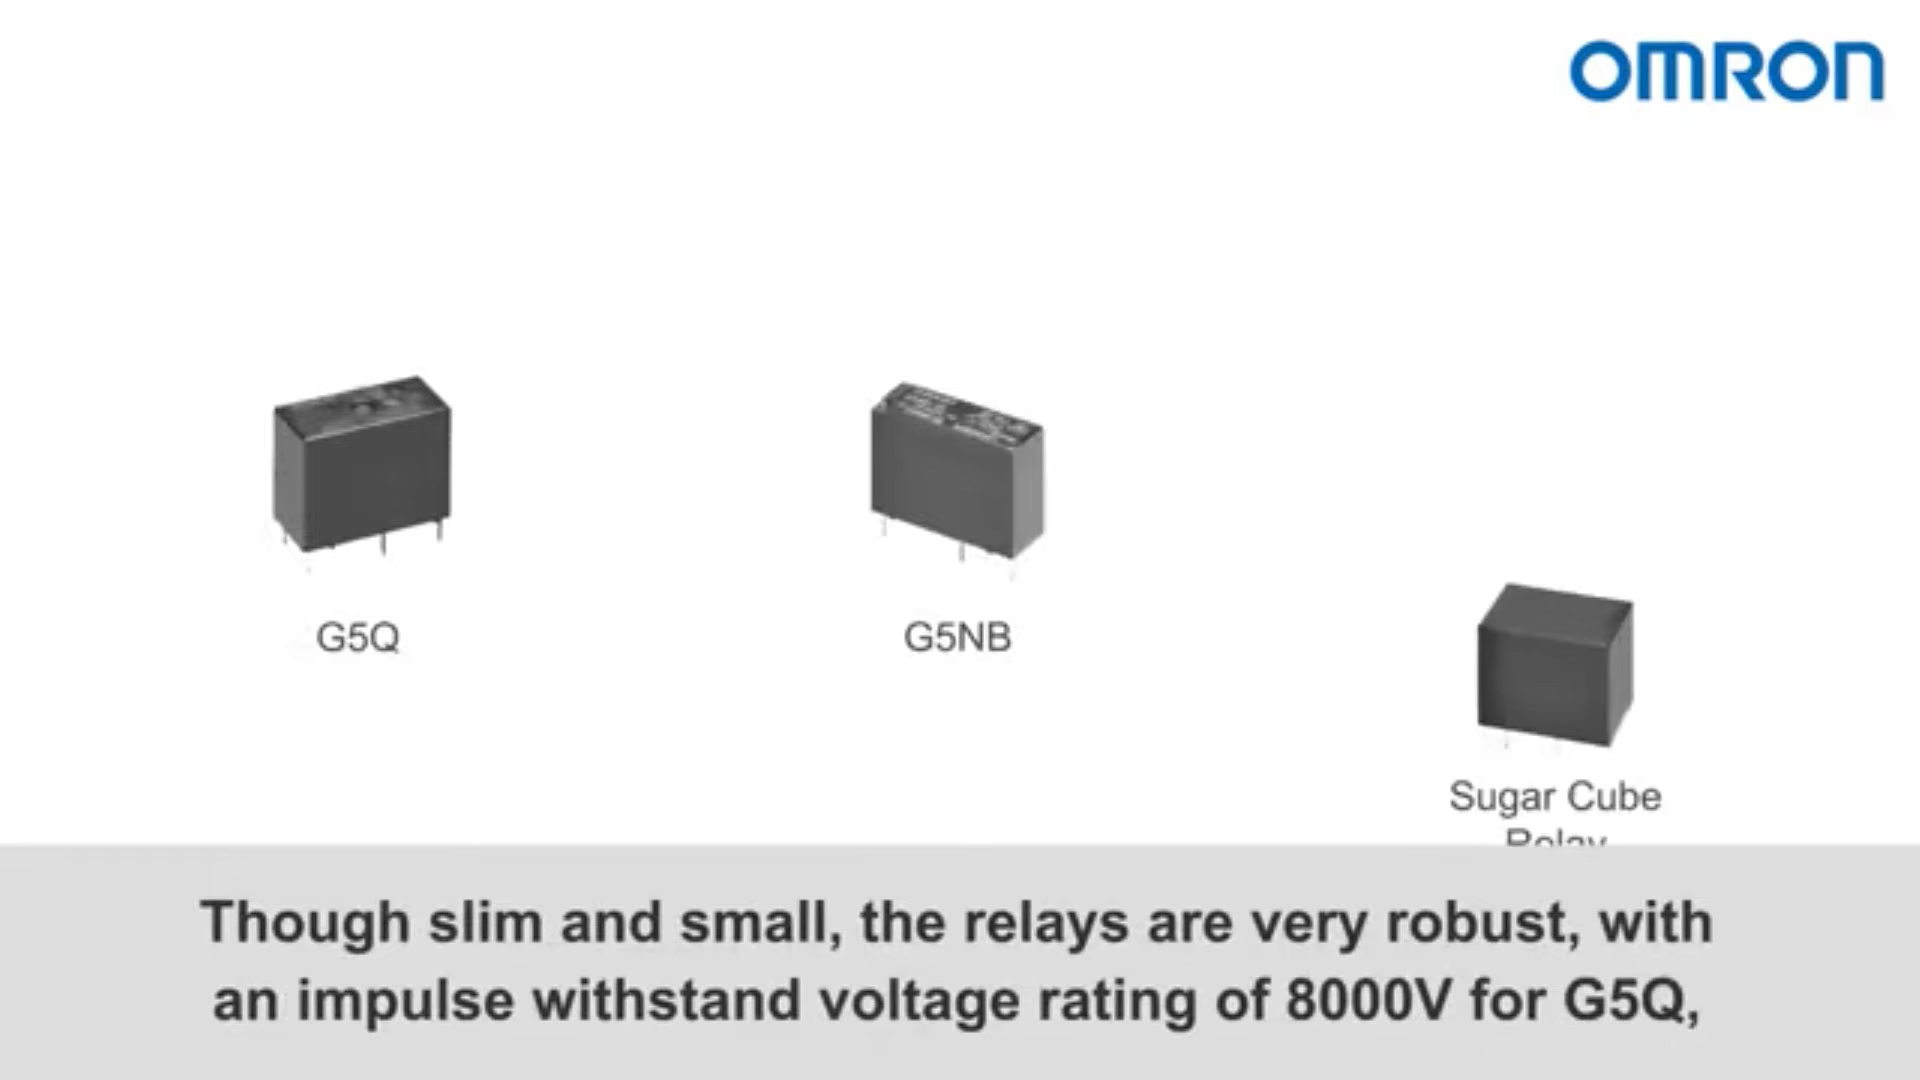 OMRON
G5Q
G5NB
Sugar Cube
Relay
Though slim and small, the relays are very robust, with
an impulse withstand voltage rating of 8000V for G5Q,